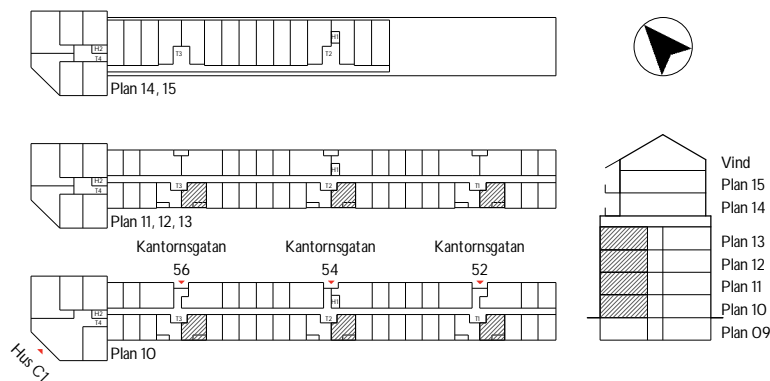 H2
T4
T3
H1
T2
Plan 14, 15
H2
T4
T3
H1
T2
T1
Plan 11, 12, 13
Kantornsgatan
56
Kantornsgatan
54
Kantornsgatan
52
H2
T4
T3
H1
T2
T1
Plan 10
Hus C1
Vind
Plan 15
Plan 14
Plan 13
Plan 12
Plan 11
Plan 10
Plan 09